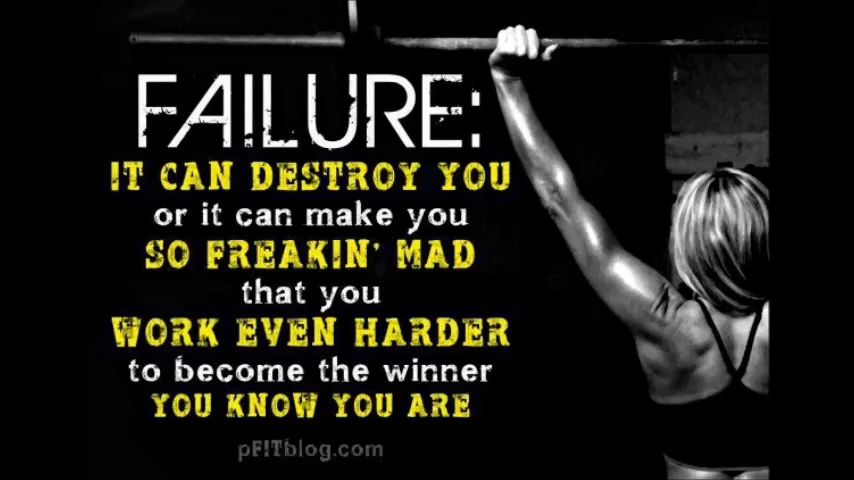 FAILURE:
IT CAN DESTROY YOU
or it can make you
SO FREAKIN' MAD
that you
WORK EVEN HARDER
to become the winner
YOU KNOW YOU ARE
pFITblog.com